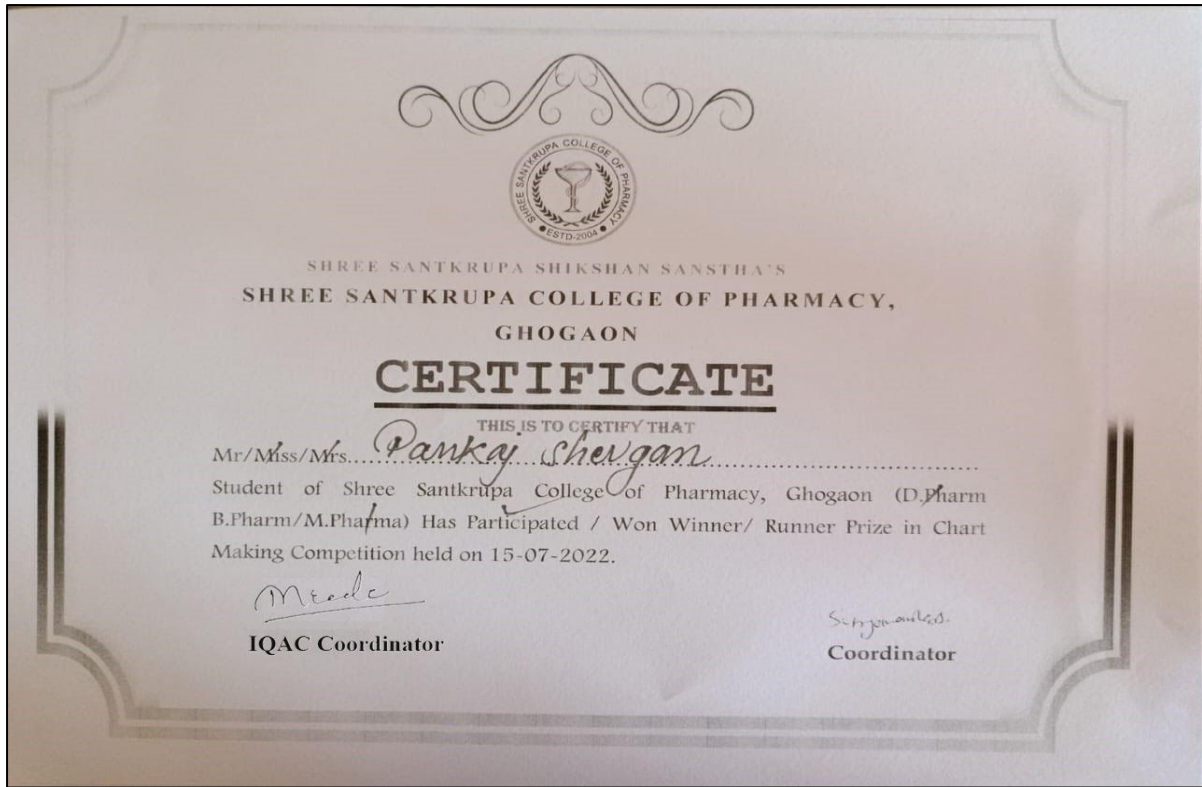 SHREE SANTKRUPA COLLEGE OF PHARMACY
ESTD-2004
SHREE SANTKRUPA SHIKSHAN SANSTHA'S
SHREE SANTKRUPA COLLEGE OF PHARMACY,
GHOGAON
CERTIFICATE
THIS IS TO CERTIFY THAT
Mr/Miss/Mrs....Pankaj Shevgan....................................
Student of Shree Santkrupa College of Pharmacy, Ghogaon (D.Pharm
B.Pharm/M.Pharma) Has Participated / Won Winner/ Runner Prize in Chart
Making Competition held on 15-07-2022.
IQAC Coordinator
Coordinator